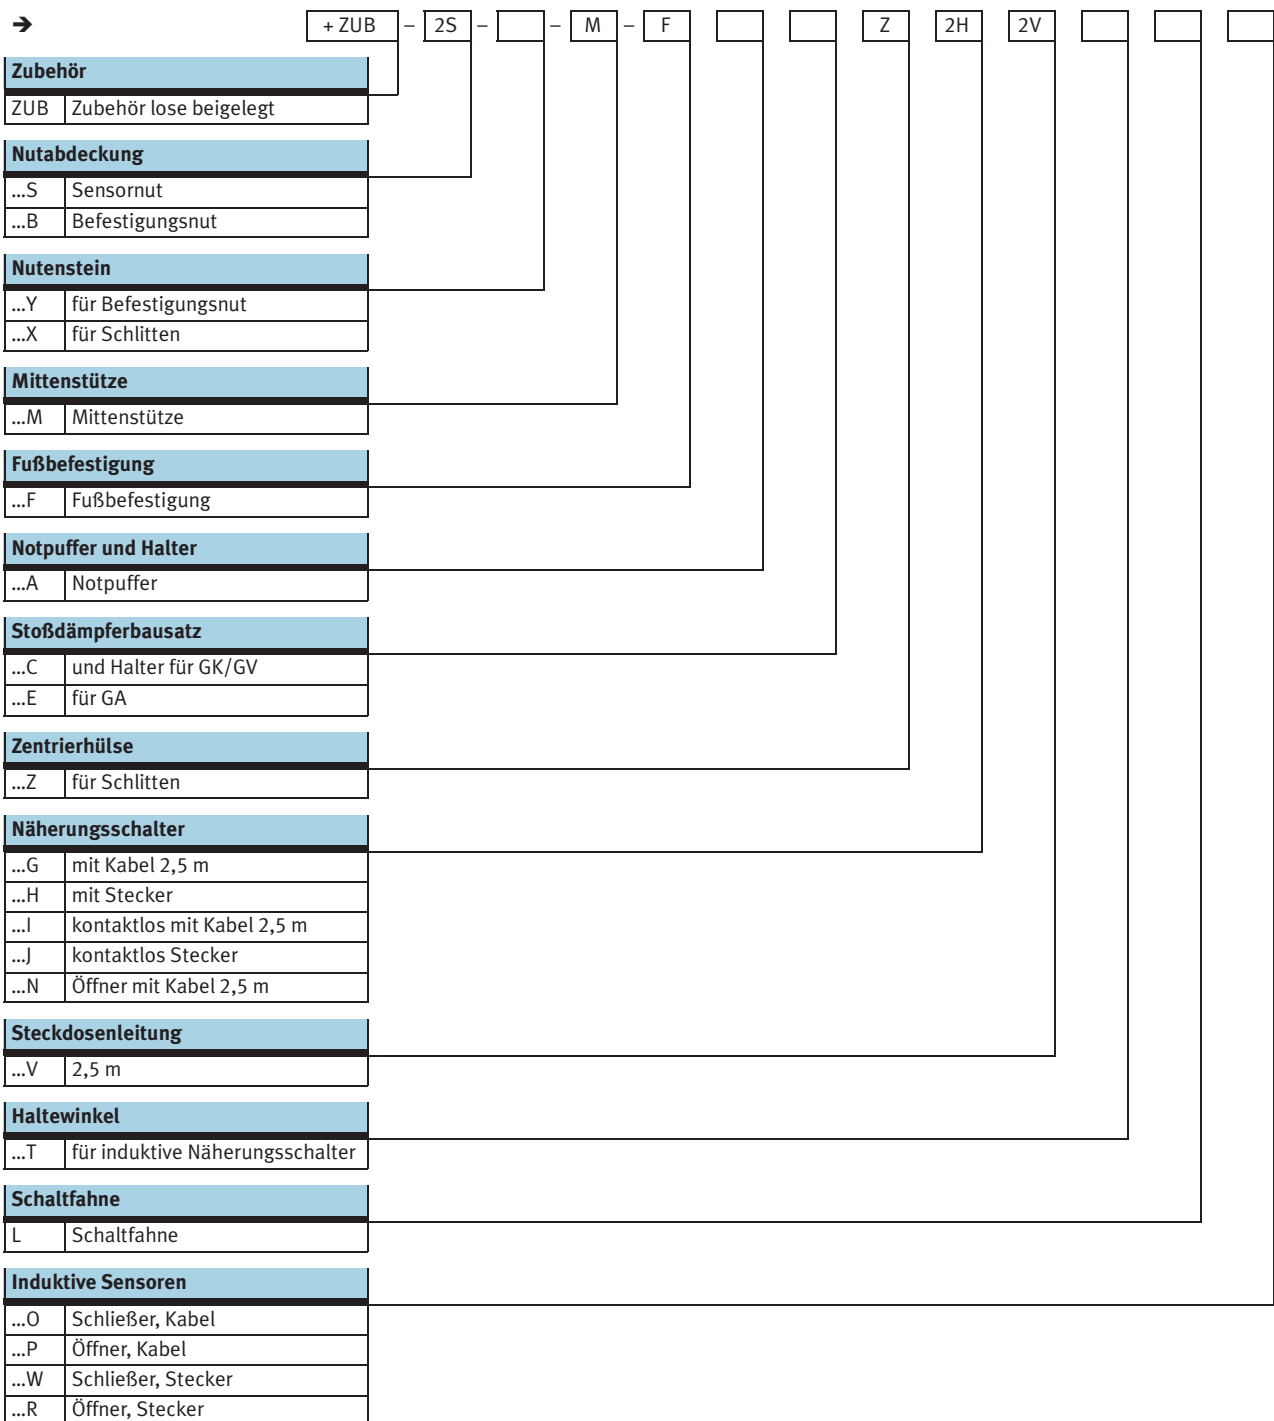 ➔ + ZUB – 2S – – M – F Z 2H 2V
Zubehör
ZUB Zubehör lose beigelegt
Nutabdeckung
...S Sensornut
...B Befestigungsnut
Nutenstein
...Y für Befestigungsnut
...X für Schlitten
Mittenstütze
...M Mittenstütze
Fußbefestigung
...F Fußbefestigung
Notpuffer und Halter
...A Notpuffer
Stoßdämpferbausatz
...C und Halter für GK/GV
...E für GA
Zentrierhülse
...Z für Schlitten
Näherungsschalter
...G mit Kabel 2,5 m
...H mit Stecker
...I kontaktlos mit Kabel 2,5 m
...J kontaktlos Stecker
...N Öffner mit Kabel 2,5 m
Steckdosenleitung
...V 2,5 m
Haltewinkel
...T für induktive Näherungsschalter
Schaltfahne
L Schaltfahne
Induktive Sensoren
...O Schließer, Kabel
...P Öffner, Kabel
...W Schließer, Stecker
...R Öffner, Stecker